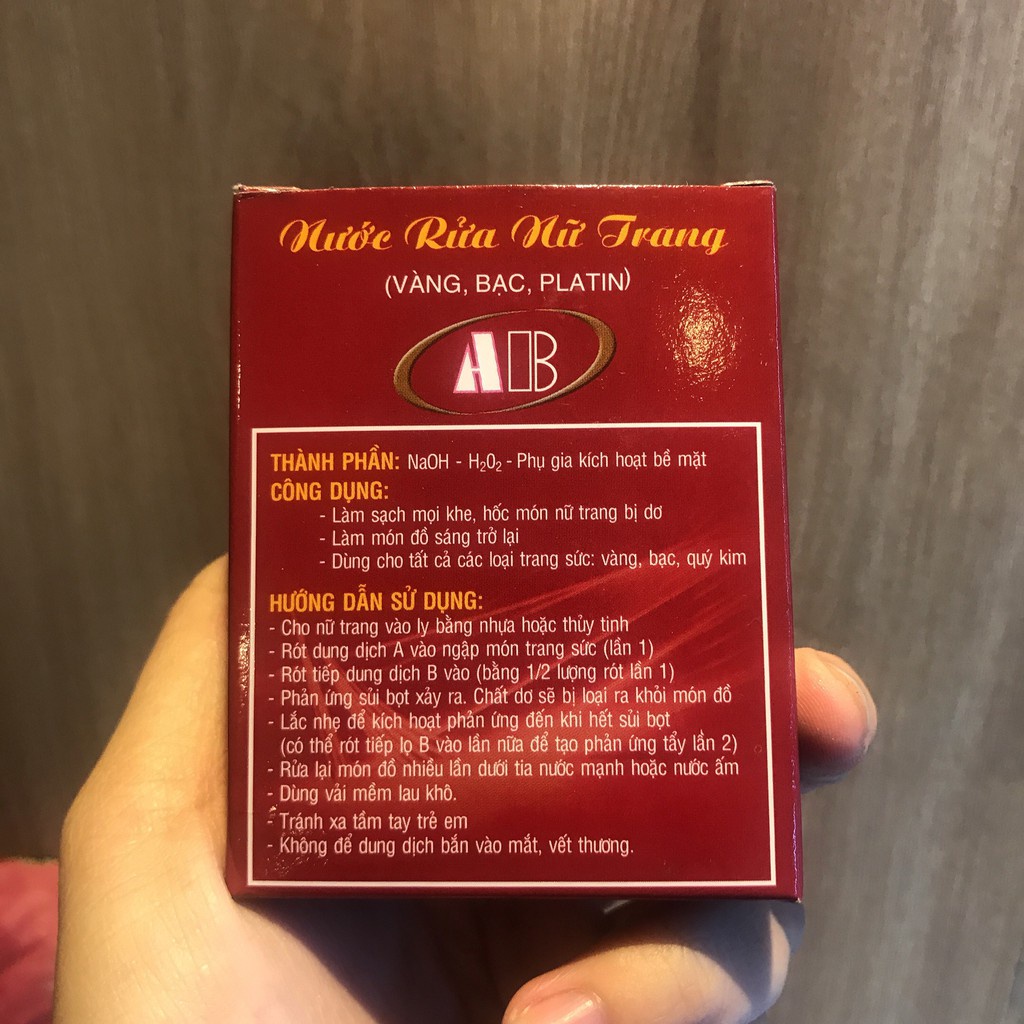 Nước Rửa Nữ Trang
(VÀNG, BẠC, PLATIN)
AB
THÀNH PHẦN: NaOH - H₂O₂ - Phụ gia kích hoạt bề mặt
CÔNG DỤNG:
- Làm sạch mọi khe, hốc món nữ trang bị dơ
- Làm món đồ sáng trở lại
- Dùng cho tất cả các loại trang sức: vàng, bạc, quý kim
HƯỚNG DẪN SỬ DỤNG:
- Cho nữ trang vào ly bằng nhựa hoặc thủy tinh
- Rót dung dịch A vào ngập món trang sức (lần 1)
- Rót tiếp dung dịch B vào (bằng 1/2 lượng rót lần 1)
- Phản ứng sủi bọt xảy ra. Chất dơ sẽ bị loại ra khỏi món đồ
- Lắc nhẹ để kích hoạt phản ứng đến khi hết sủi bọt
(có thể rót tiếp lọ B vào lần nữa để tạo phản ứng tẩy lần 2)
- Rửa lại món đồ nhiều lần dưới tia nước mạnh hoặc nước ấm
- Dùng vải mềm lau khô.
- Tránh xa tầm tay trẻ em
- Không để dung dịch bắn vào mắt, vết thương.